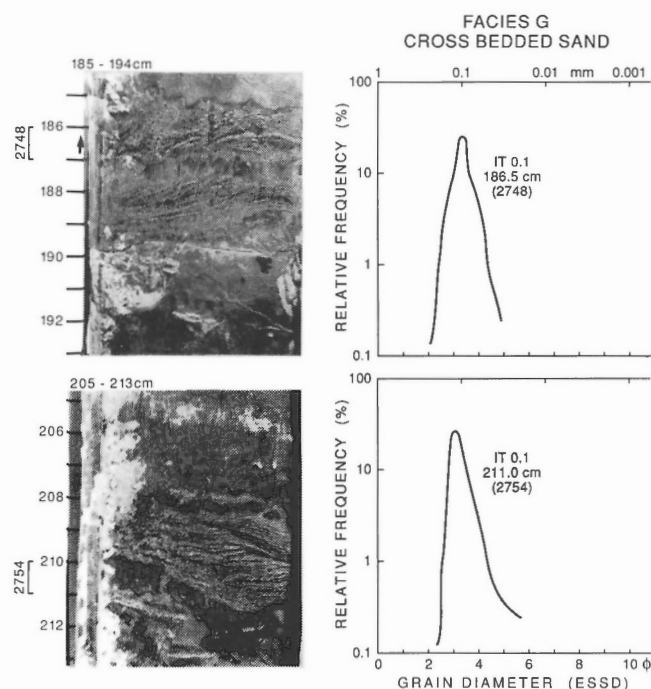 FACIES G
CROSS BEDDED SAND
185 - 194cm
2748
186
188
190
192
1 0.1 0.01 mm 0.001
RELATIVE FREQUENCY (%)
100
10
1
0.1
IT 0.1
186.5 cm
(2748)
205 - 213cm
206
208
2754
210
212
RELATIVE FREQUENCY (%)
100
10
1
0.1
IT 0.1
211.0 cm
(2754)
0 2 4 6 8 10 ϕ
GRAIN DIAMETER (ESSD)